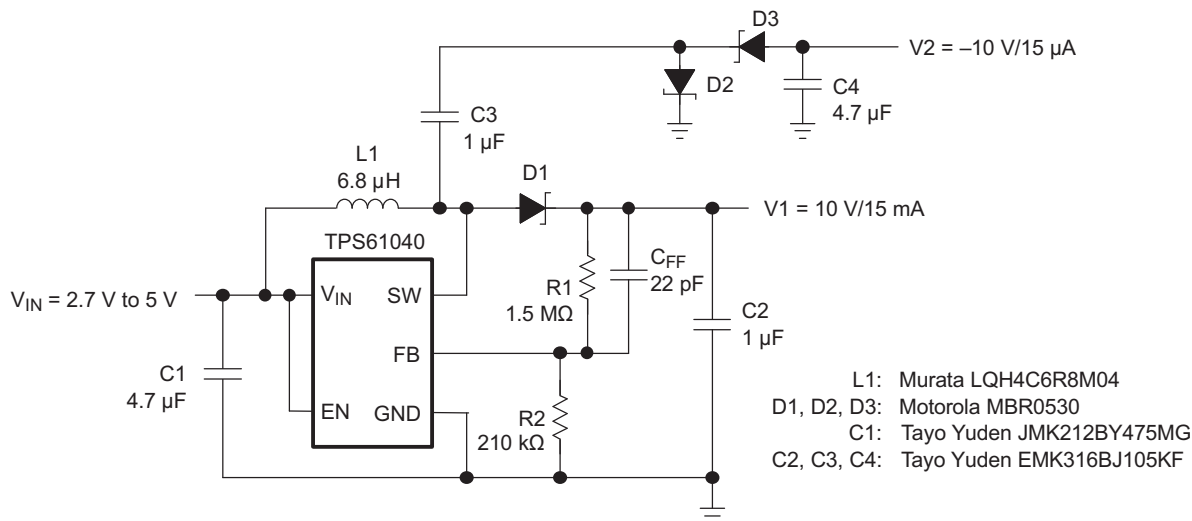 D3
V2 = –10 V/15 µA
D2
C4
4.7 µF
C3
1 µF
L1
6.8 µH
D1
V1 = 10 V/15 mA
TPS61040
V_IN = 2.7 V to 5 V
V_IN
SW
R1
1.5 MΩ
C_FF
22 pF
C2
1 µF
FB
C1
4.7 µF
EN
GND
R2
210 kΩ
L1: Murata LQH4C6R8M04
D1, D2, D3: Motorola MBR0530
C1: Tayo Yuden JMK212BY475MG
C2, C3, C4: Tayo Yuden EMK316BJ105KF